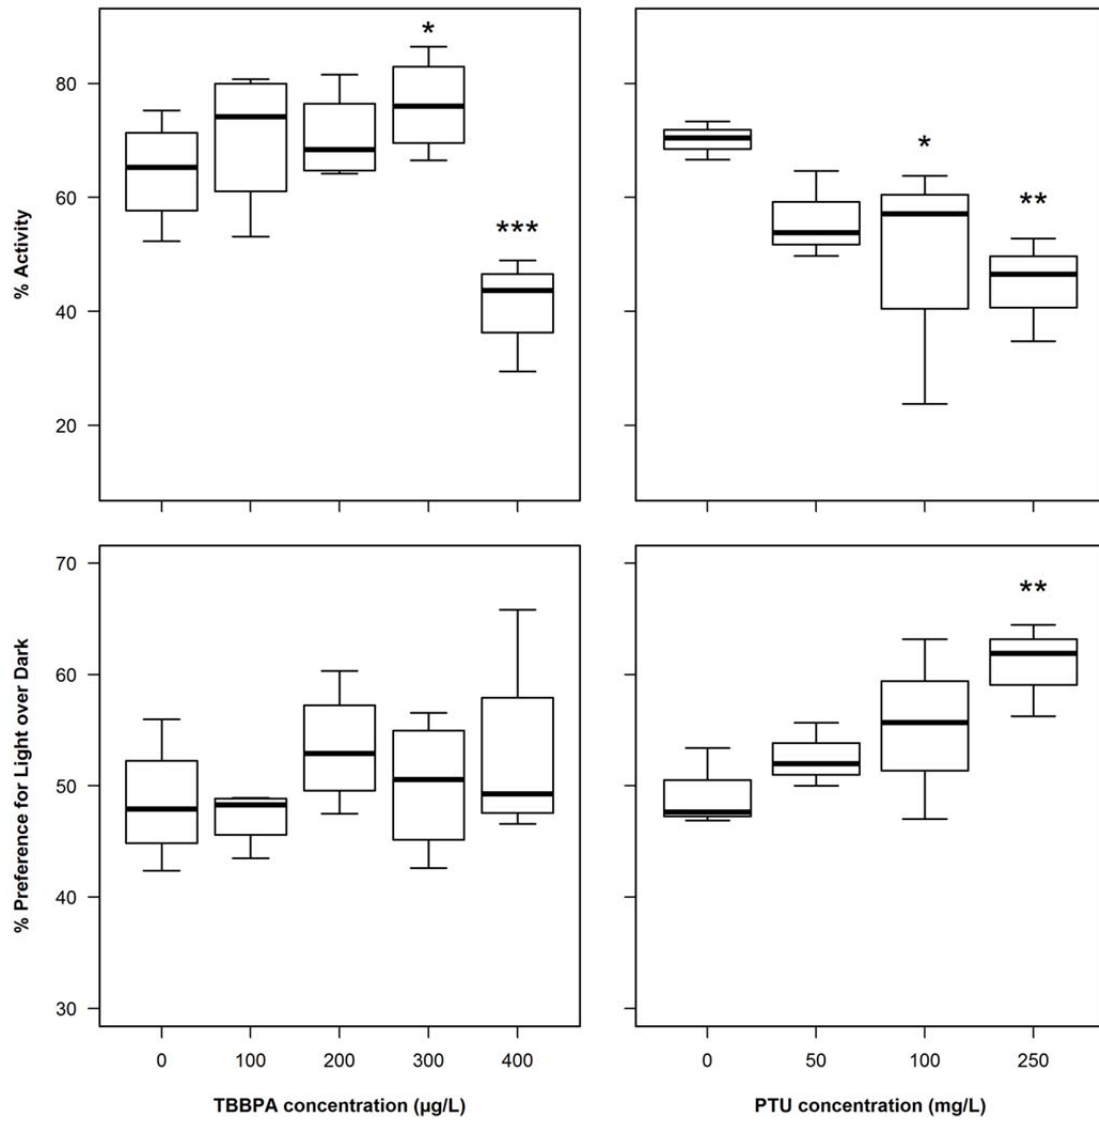 % Activity
80
60
40
20
*
***
*
**
% Preference for Light over Dark
70
60
50
40
30
**
0 100 200 300 400
0 50 100 250
TBBPA concentration (µg/L)
PTU concentration (mg/L)